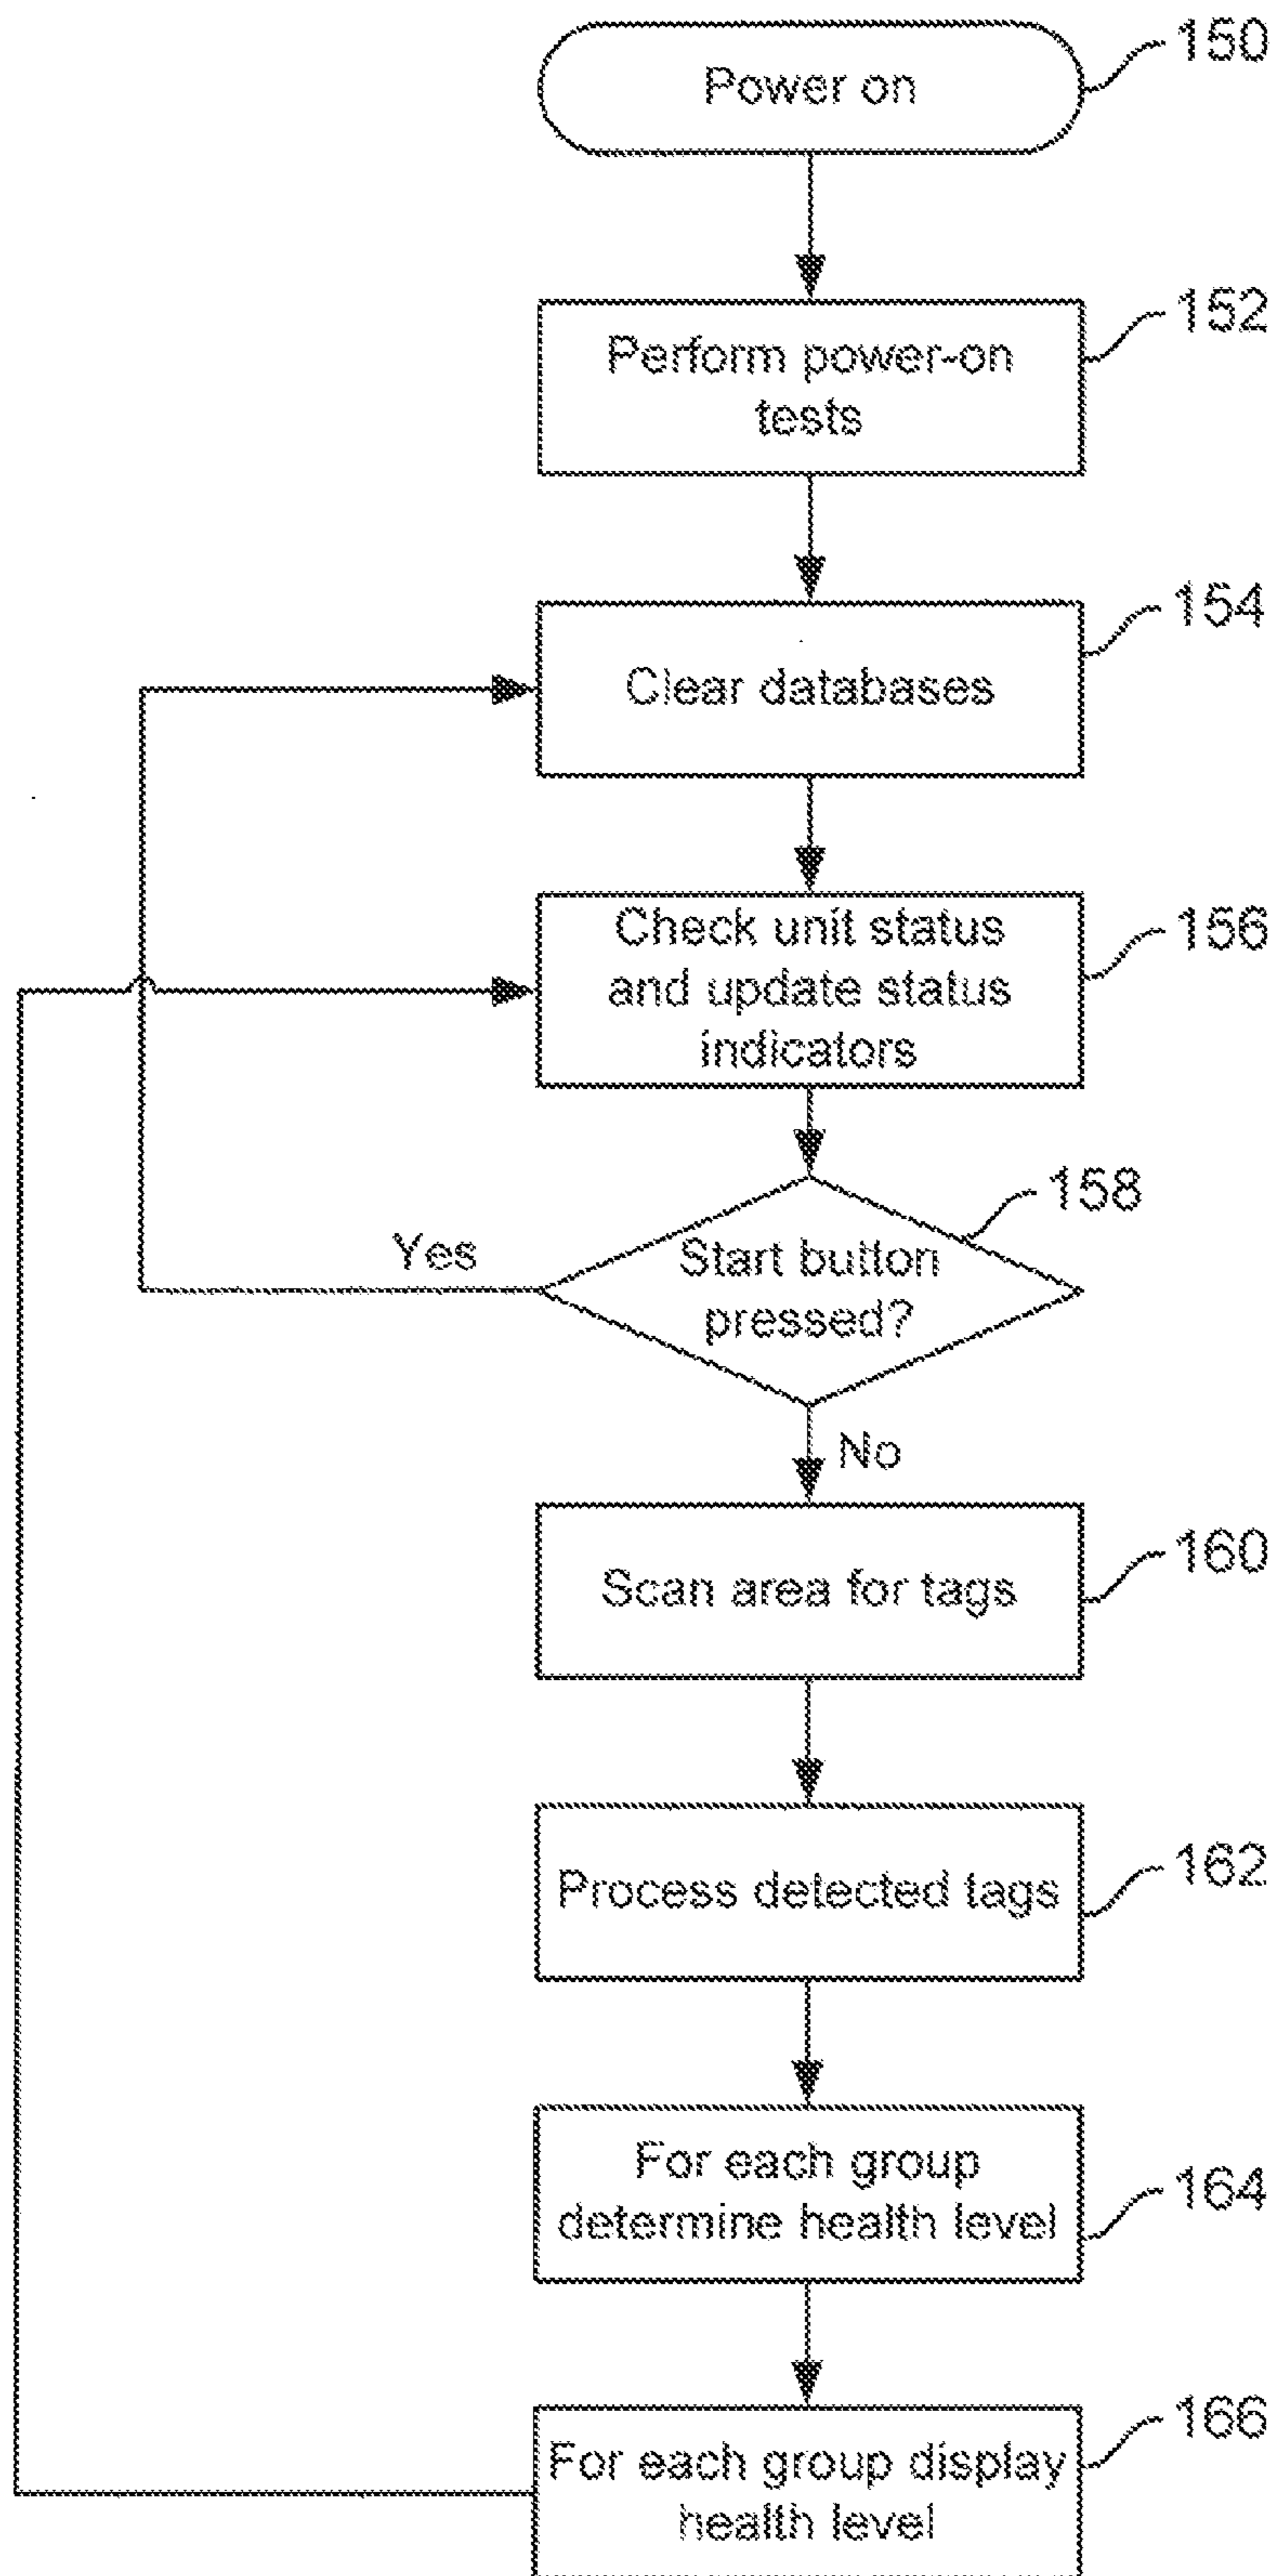 Power on
150
Perform power-on
tests
152
Clear databases
154
Check unit status
and update status
indicators
156
Start button
pressed?
158
Yes
No
Scan area for tags
160
Process detected tags
162
For each group
determine health level
164
For each group display
health level
166